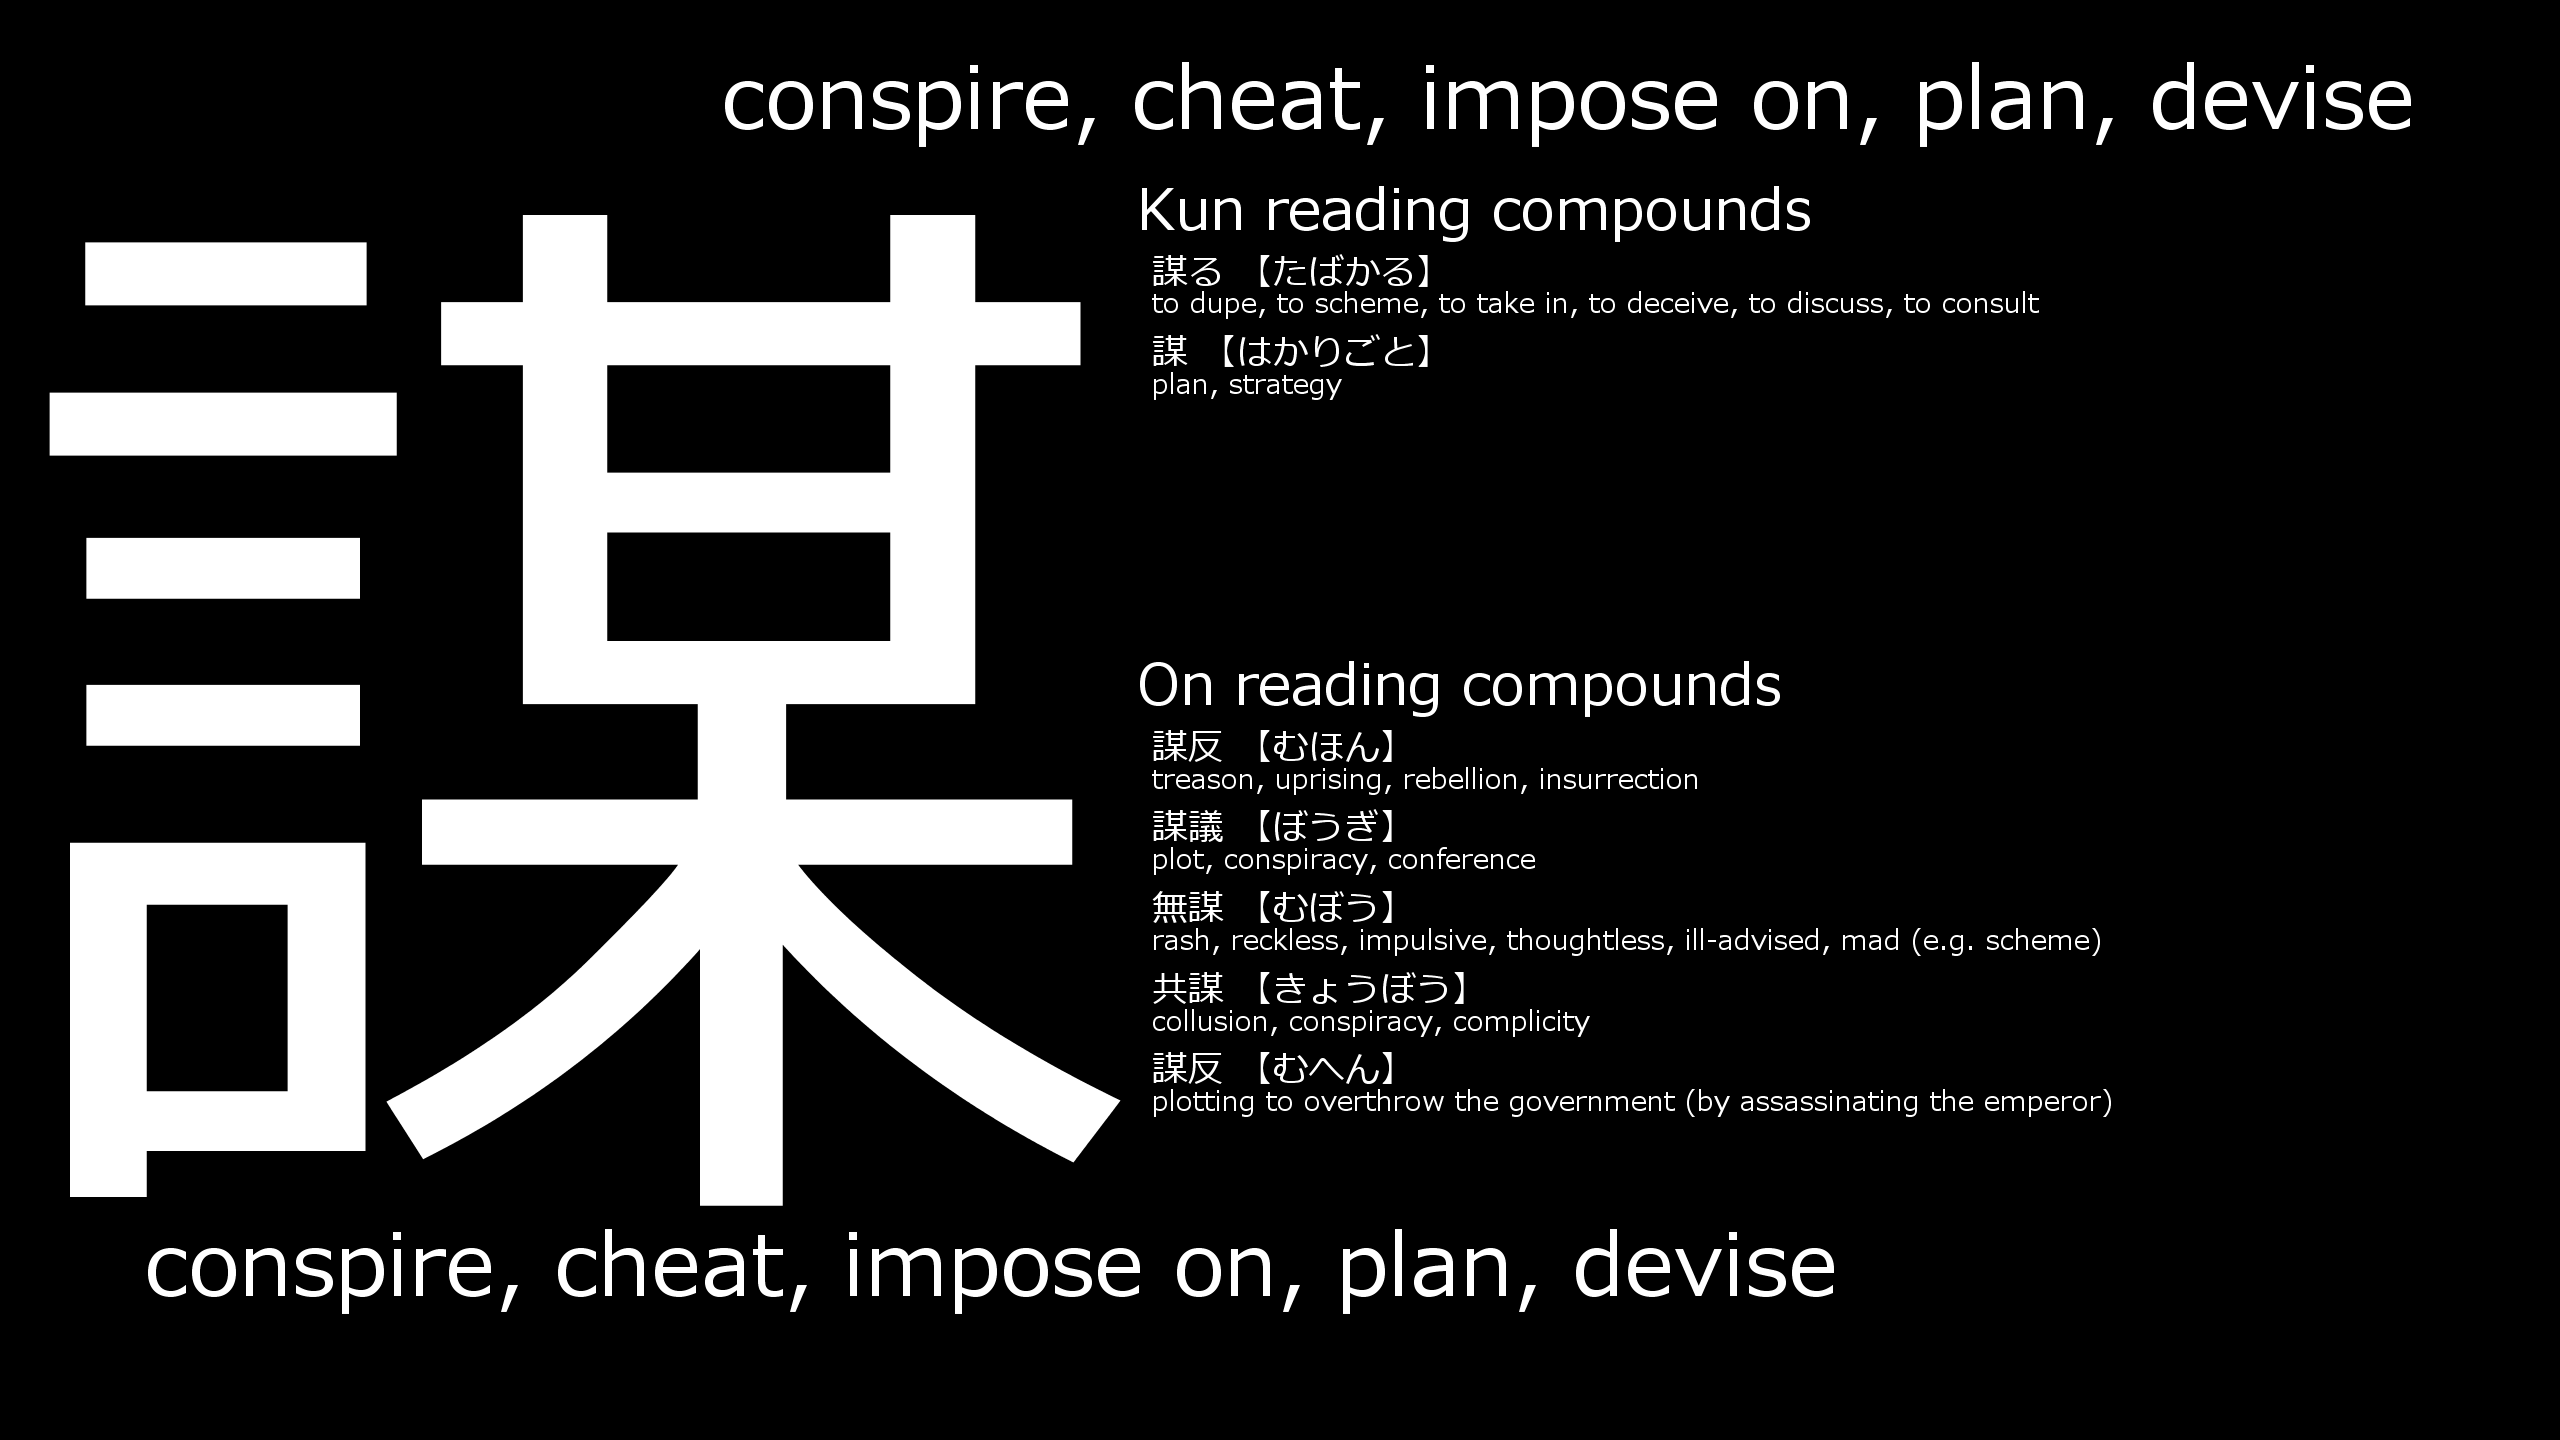 conspire, cheat, impose on, plan, devise
謀
Kun reading compounds
謀る 【たばかる】
to dupe, to scheme, to take in, to deceive, to discuss, to consult
謀 【はかりごと】
plan, strategy
On reading compounds
謀反 【むほん】
treason, uprising, rebellion, insurrection
謀議 【ぼうぎ】
plot, conspiracy, conference
無謀 【むぼう】
rash, reckless, impulsive, thoughtless, ill-advised, mad (e.g. scheme)
共謀 【きょうぼう】
collusion, conspiracy, complicity
謀反 【むへん】
plotting to overthrow the government (by assassinating the emperor)
conspire, cheat, impose on, plan, devise